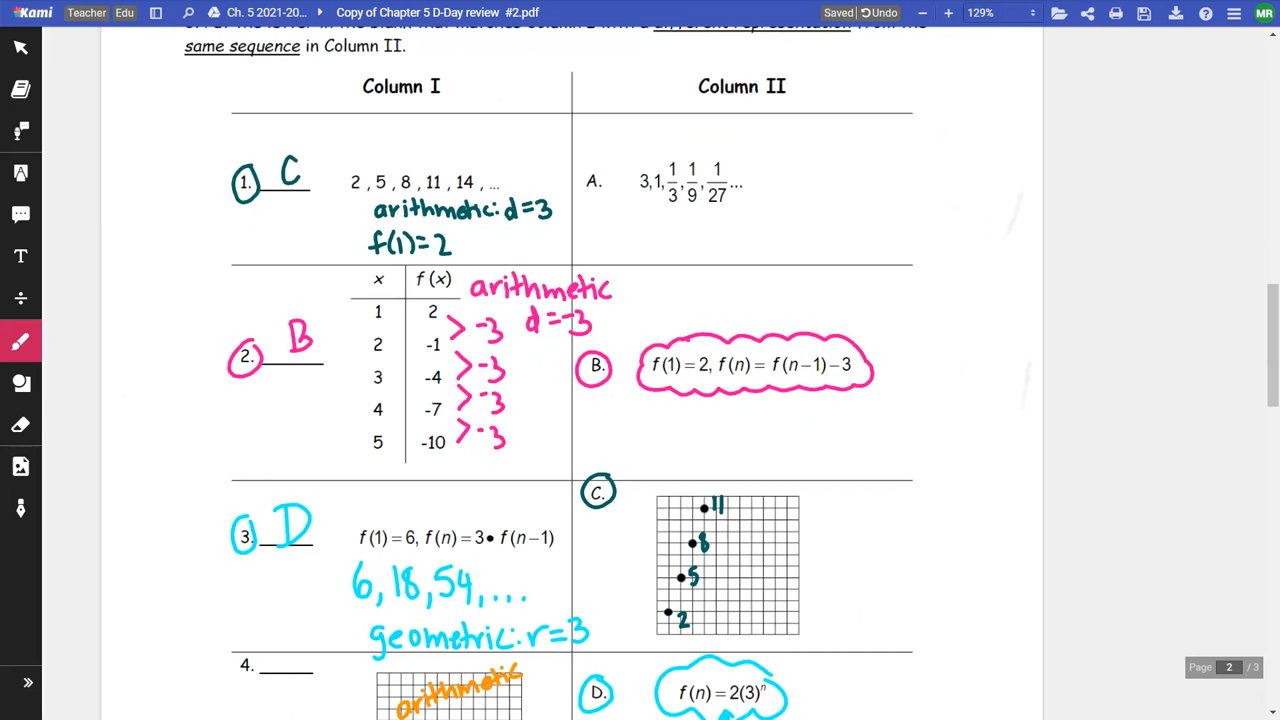 Kami Teacher Edu Ch. 5 2021-20... Copy of Chapter 5 D-Day review #2.pdf Saved Undo 129% MR
same sequence in Column II.
Column I Column II
1. C 2 , 5 , 8 , 11 , 14 , ... A. 3,1, 1/3, 1/9, 1/27...
arithmetic: d=3
f(1)=2
x f(x) arithmetic
1 2 d=-3
-3
2. B 2 -1 B. f(1) = 2, f(n) = f(n-1)-3
-3
3 -4
-3
4 -7
-3
5 -10
C.
11
8
5
2
3. D f(1) = 6, f(n) = 3• f(n-1)
6, 18, 54, ...
geometric: r=3
4. arithmetic D. f(n) = 2(3)ⁿ
Page 2 / 3